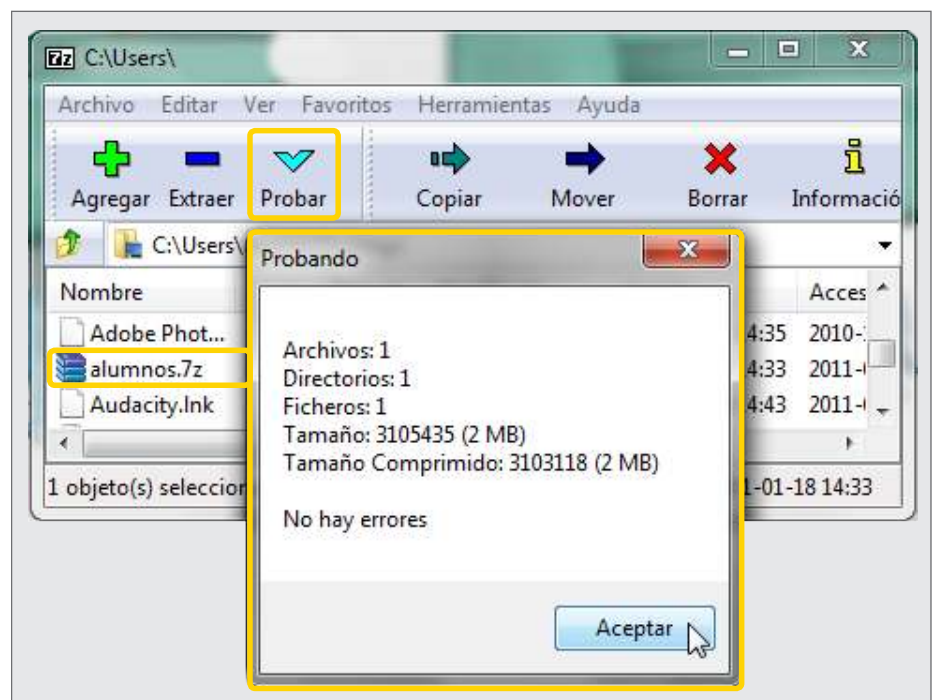 7z C:\Users\
Archivo Editar Ver Favoritos Herramientas Ayuda
Agregar Extraer Probar Copiar Mover Borrar Informació
C:\Users\
Probando
Nombre Acces
Adobe Phot... 4:35 2010-
alumnos.7z 4:33 2011-
Audacity.lnk 4:43 2011-
Archivos: 1
Directorios: 1
Ficheros: 1
Tamaño: 3105435 (2 MB)
Tamaño Comprimido: 3103118 (2 MB)
1 objeto(s) seleccion 1-01-18 14:33
No hay errores
Aceptar